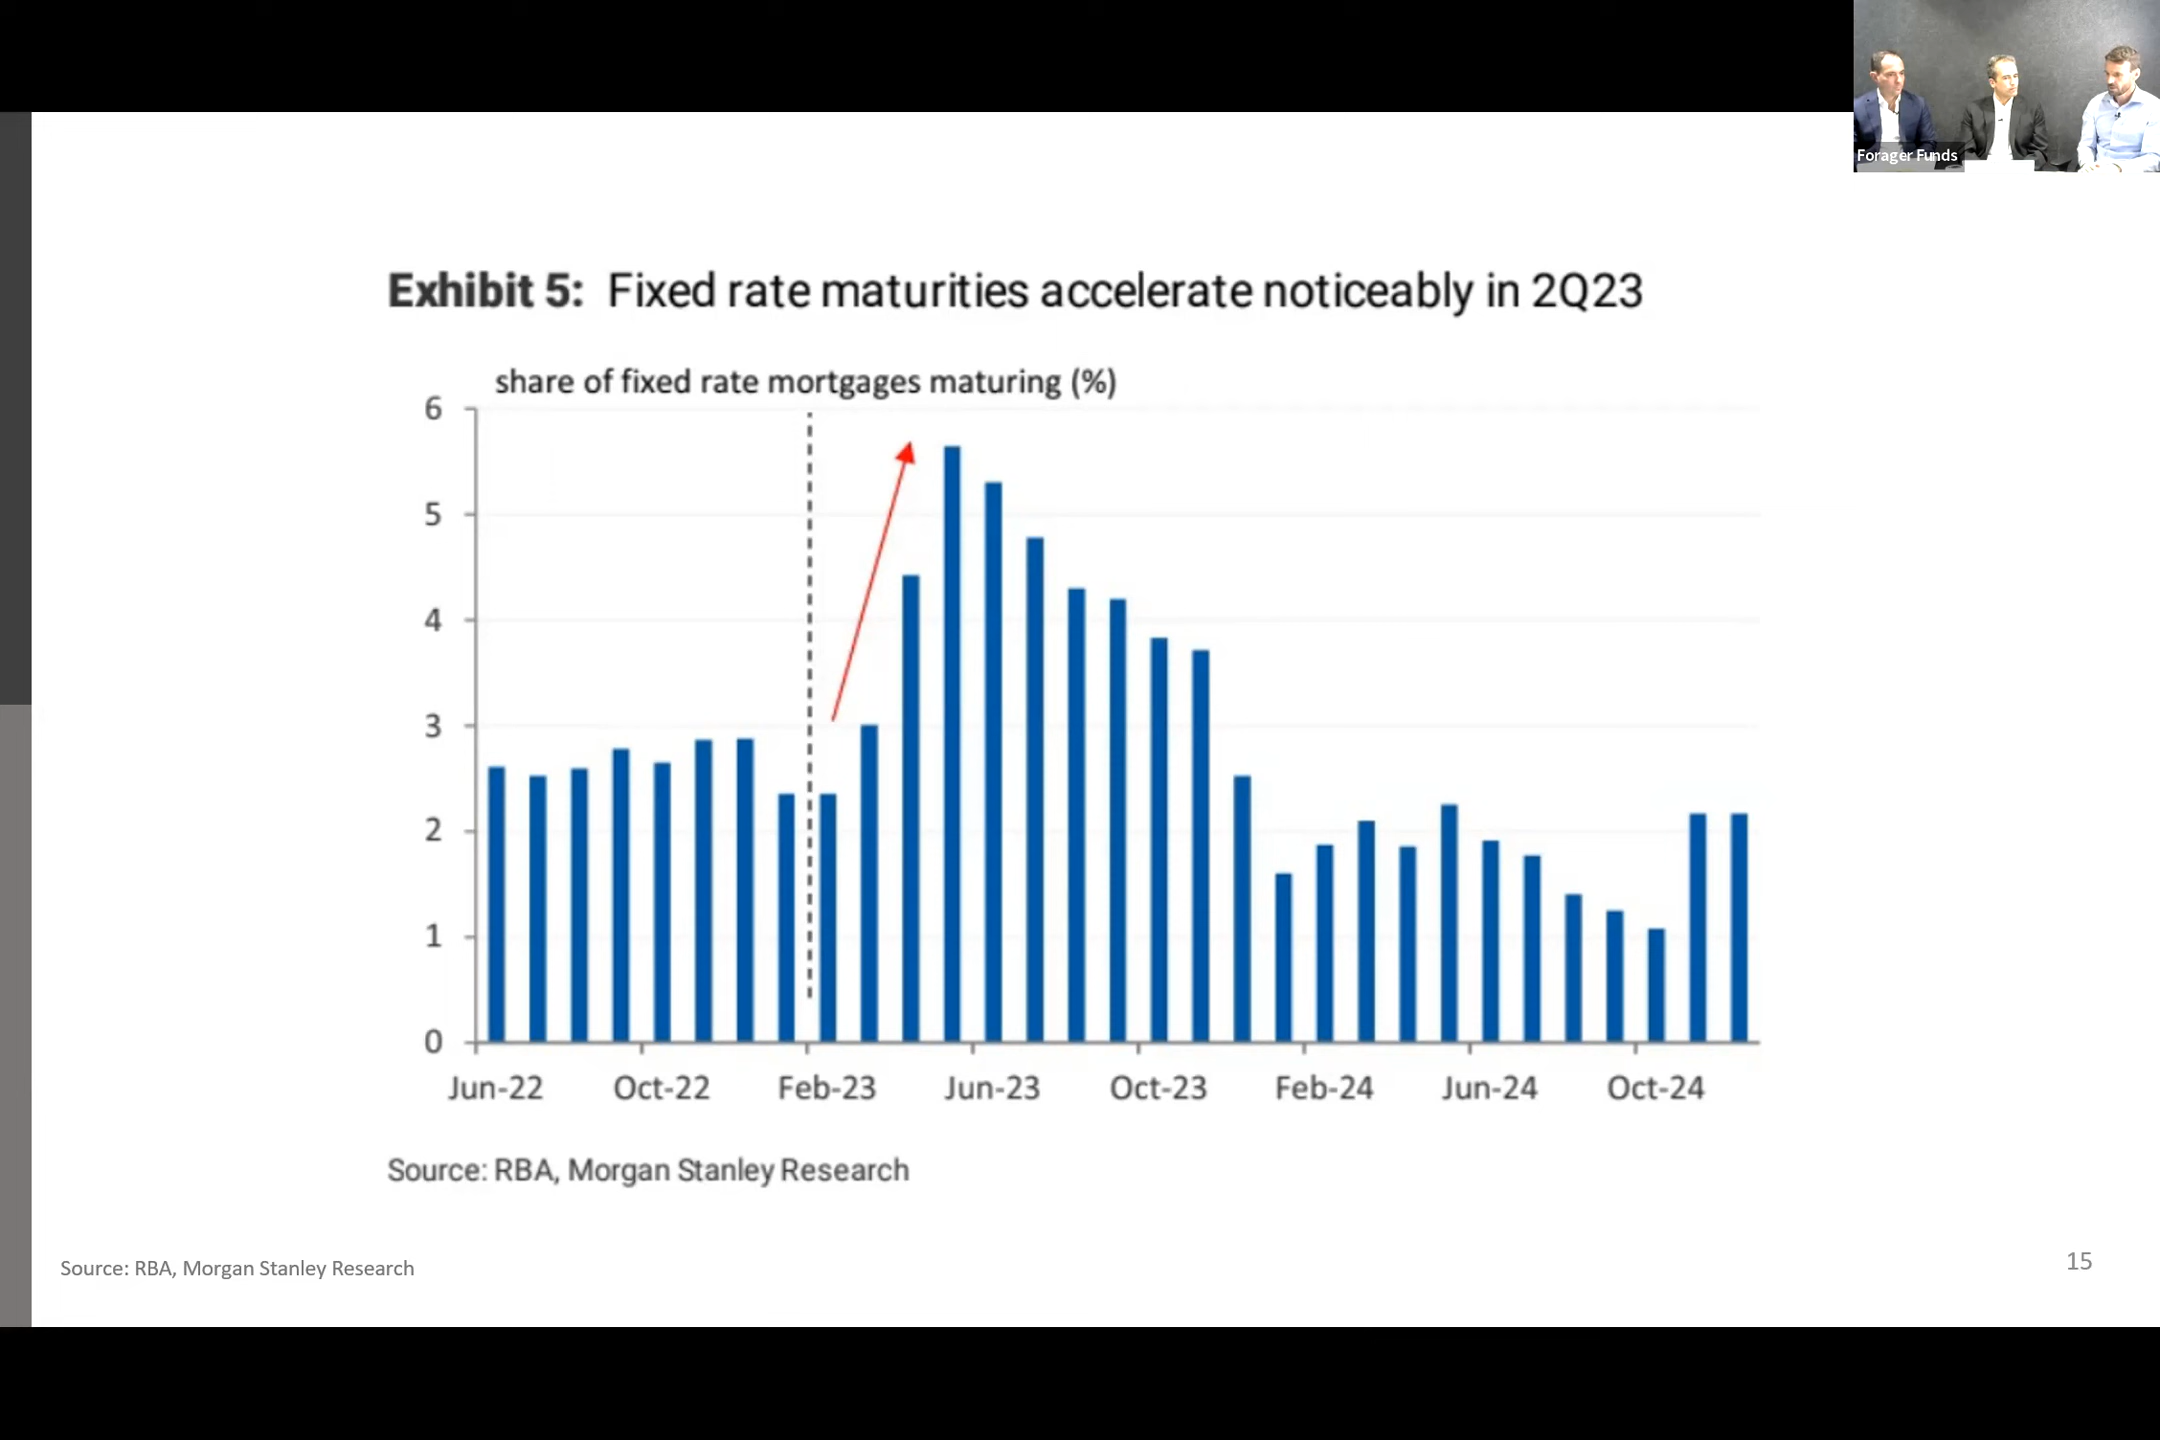 Forager Funds
Exhibit 5: Fixed rate maturities accelerate noticeably in 2Q23
share of fixed rate mortgages maturing (%)
6
5
4
3
2
1
0
Jun-22 Oct-22 Feb-23 Jun-23 Oct-23 Feb-24 Jun-24 Oct-24
Source: RBA, Morgan Stanley Research
Source: RBA, Morgan Stanley Research
15